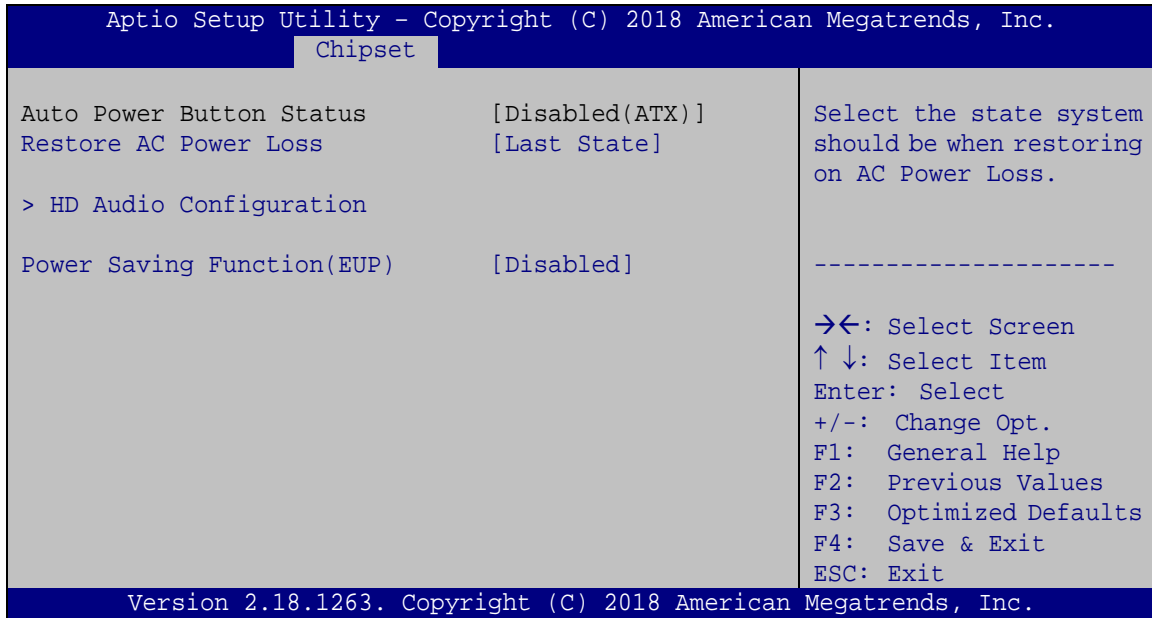 Aptio Setup Utility – Copyright (C) 2018 American Megatrends, Inc.
Chipset
Auto Power Button Status [Disabled(ATX)]
Restore AC Power Loss [Last State]
> HD Audio Configuration
Power Saving Function(EUP) [Disabled]
Select the state system
should be when restoring
on AC Power Loss.
---------------------
→←: Select Screen
↑ ↓: Select Item
Enter: Select
+/-: Change Opt.
F1: General Help
F2: Previous Values
F3: Optimized Defaults
F4: Save & Exit
ESC: Exit
Version 2.18.1263. Copyright (C) 2018 American Megatrends, Inc.